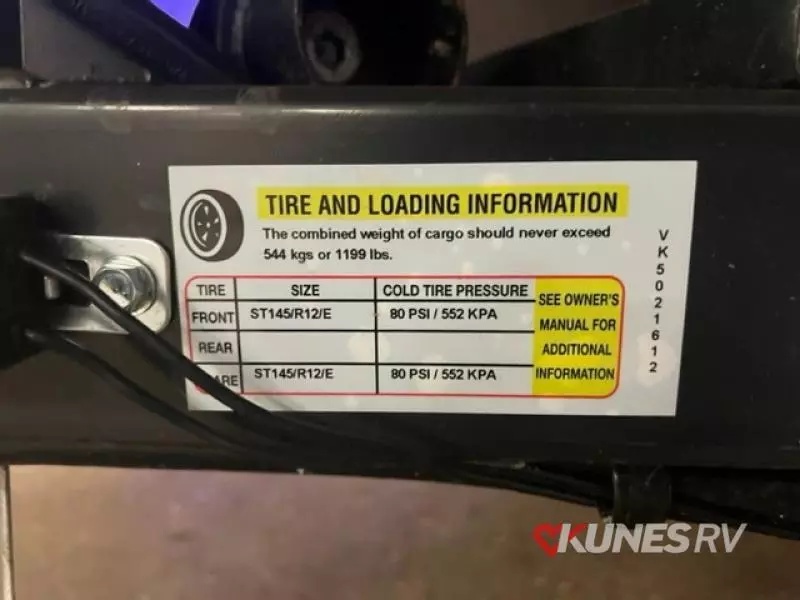 TIRE AND LOADING INFORMATION
The combined weight of cargo should never exceed
544 kgs or 1199 lbs.
TIRE SIZE COLD TIRE PRESSURE SEE OWNER'S
FRONT ST145/R12/E 80 PSI / 552 KPA MANUAL FOR
REAR ADDITIONAL
ST145/R12/E 80 PSI / 552 KPA INFORMATION
VK5021612
KUNES RV